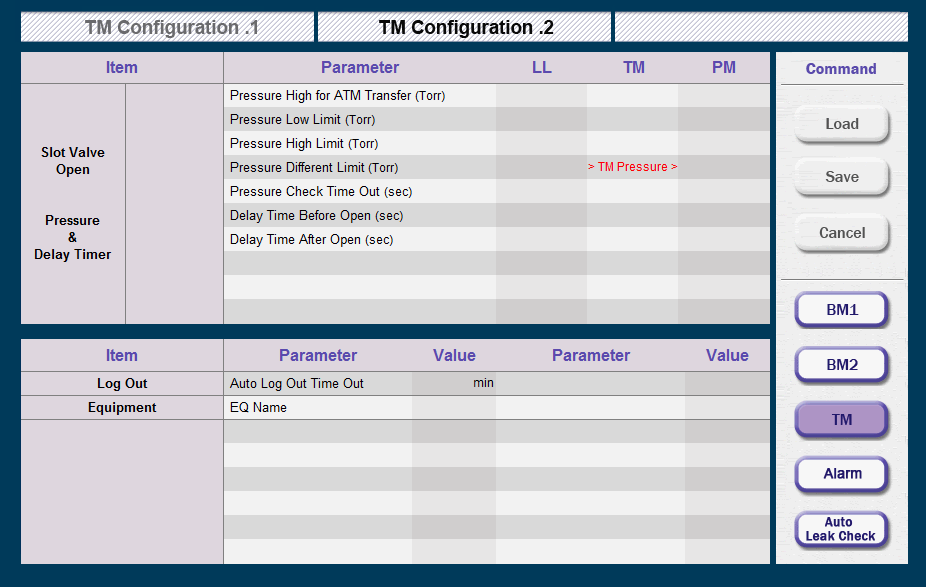 TM Configuration .1
TM Configuration .2
Item Parameter LL TM PM
Slot Valve
Open
Pressure
&
Delay Timer
Pressure High for ATM Transfer (Torr)
Pressure Low Limit (Torr)
Pressure High Limit (Torr)
Pressure Different Limit (Torr) > TM Pressure >
Pressure Check Time Out (sec)
Delay Time Before Open (sec)
Delay Time After Open (sec)
Item Parameter Value Parameter Value
Log Out Auto Log Out Time Out min
Equipment EQ Name
Command
Load
Save
Cancel
BM1
BM2
TM
Alarm
Auto
Leak Check